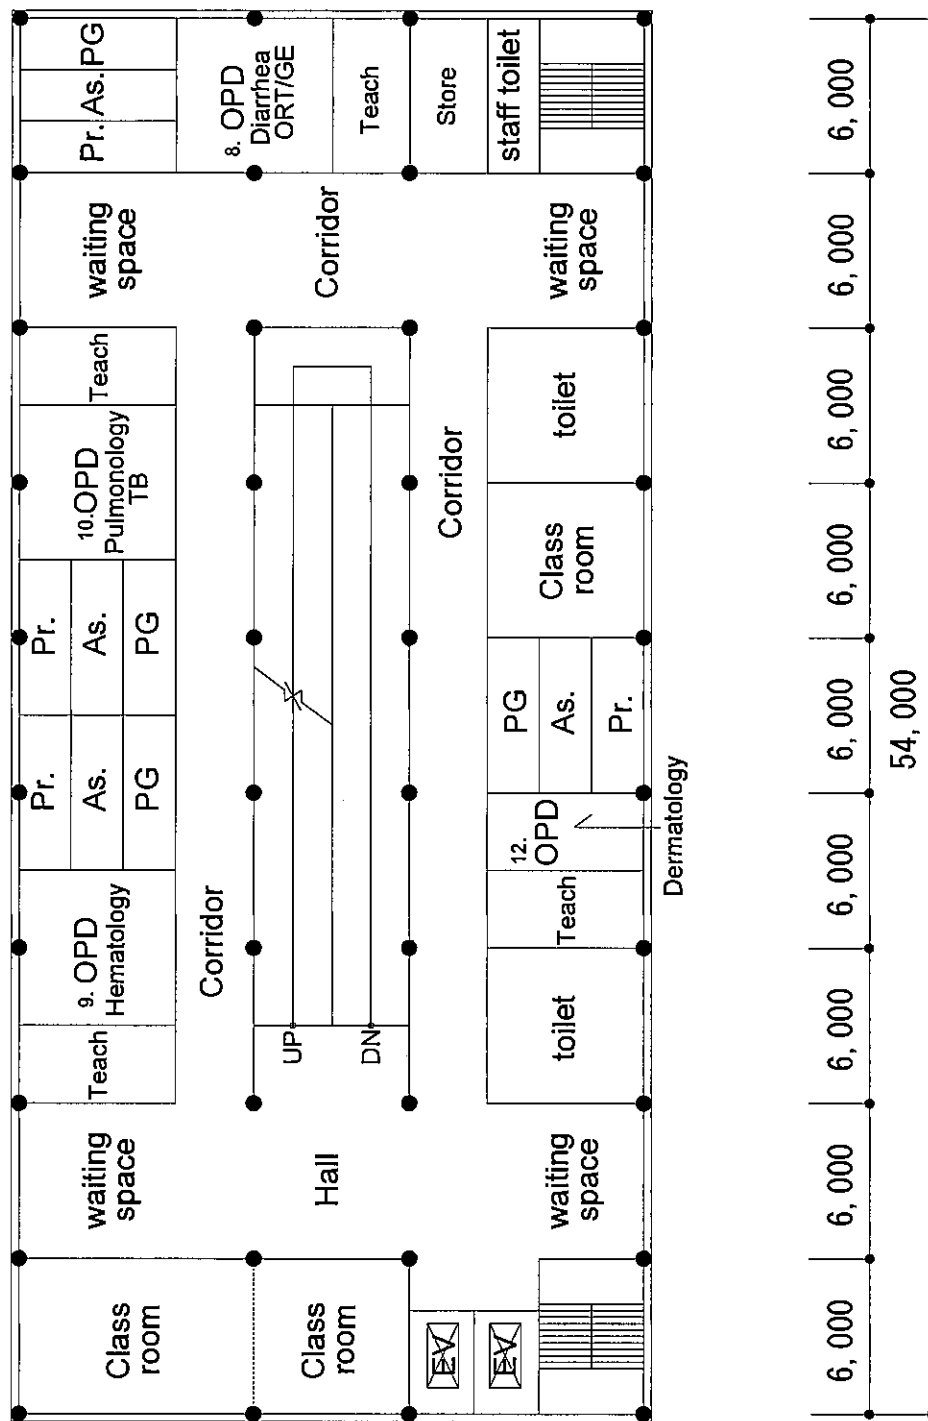 Class
room
waiting
space
Teach
9. OPD
Hematology
Pr.
As.
PG
Pr.
As.
PG
10.OPD
Pulmonology
TB
Teach
waiting
space
Pr. As. PG
Corridor
8. OPD
Diarrhea
ORT/GE
Class
room
Hall
UP
DN
Corridor
Teach
Corridor
Store
EV
EV
waiting
space
toilet
Teach
12.
OPD
Dermatology
PG
As.
Pr.
Class
room
toilet
waiting
space
staff toilet
6,000
6,000
6,000
6,000
6,000
6,000
6,000
6,000
6,000
54,000